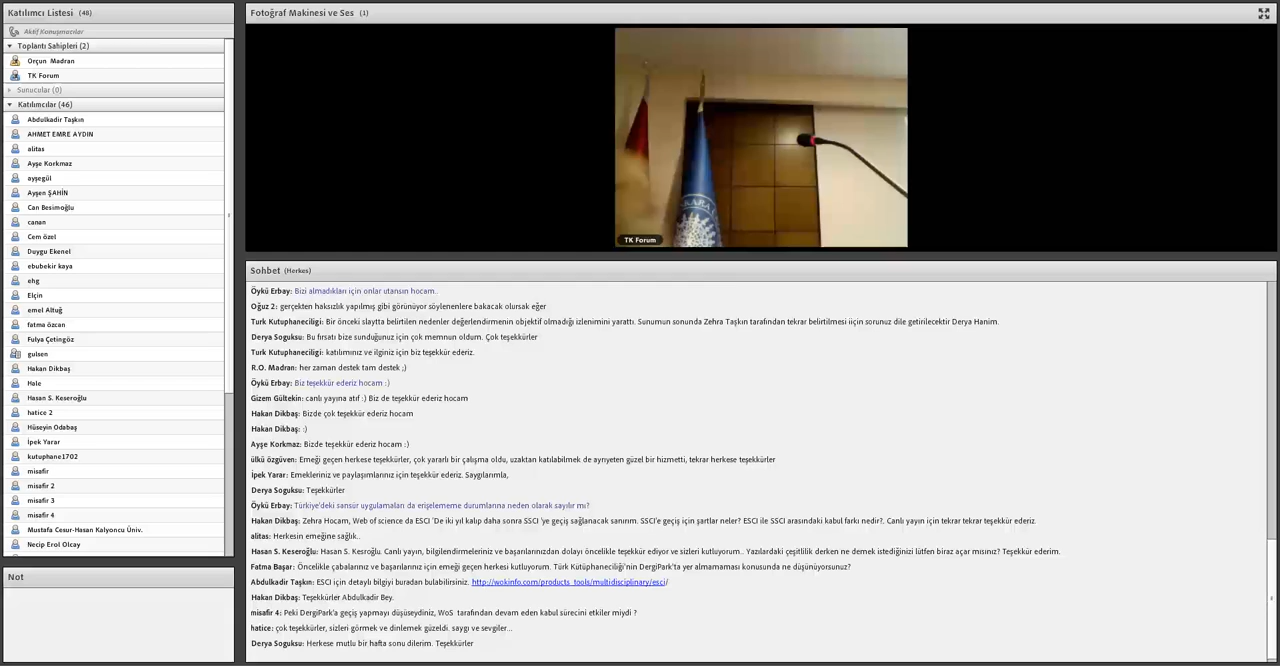 Katılımcı Listesi (48)
Aktif Konuşmacılar
Toplantı Sahipleri (2)
Orçun Madran
TK Forum
Sunucular (0)
Katılımcılar (46)
Abdulkadir Taşkın
AHMET EMRE AYDIN
alitas
Ayşe Korkmaz
ayşegül
Ayşen ŞAHİN
Can Besimoğlu
canan
Cem özel
Duygu Ekenel
ebubekir kaya
ehg
Elçin
emel Altuğ
fatma özcan
Fulya Çetingöz
gulsen
Hakan Dikbaş
Hale
Hasan S. Keseroğlu
hatice 2
Hüseyin Odabaş
İpek Yarar
kutuphane1702
misafir
misafir 2
misafir 3
misafir 4
Mustafa Cesur-Hasan Kalyoncu Üniv.
Necip Erol Olcay
Not
Fotoğraf Makinesi ve Ses (1)
TK Forum
Sohbet (Herkes)
Öykü Erbay: Bizi almadıkları için onlar utansın hocam..
Oğuz 2: gerçekten haksızlık yapılmış gibi görünüyor söylenenlere bakacak olursak eğer
Turk Kutuphaneciligi: Bir önceki slaytta belirtilen nedenler değerlendirmenin objektif olmadığı izlenimini yarattı. Sunumun sonunda Zehra Taşkın tarafından tekrar belirtilmesi iiçin sorunuz dile getirilecektir Derya Hanim.
Derya Soguksu: Bu fırsatı bize sunduğunuz için çok memnun oldum. Çok teşekkürler
Turk Kutuphaneciligi: katılımınız ve ilginiz için biz teşekkür ederiz.
R.O. Madran: her zaman destek tam destek ;)
Öykü Erbay: Biz teşekkür ederiz hocam :)
Gizem Gültekin: canlı yayına atıf :) Biz de teşekkür ederiz hocam
Hakan Dikbaş: Bizde çok teşekkür ederiz hocam
Hakan Dikbaş: :)
Ayşe Korkmaz: Bizde teşekkür ederiz hocam :)
ülkü özgüven: Emeği geçen herkese teşekkürler, çok yararlı bir çalışma oldu, uzaktan katılabilmek de ayrıyeten güzel bir hizmetti, tekrar herkese teşekkürler
İpek Yarar: Emekleriniz ve paylaşımlarınız için teşekkür ederiz. Saygılarımla,
Derya Soguksu: Teşekkürler
Öykü Erbay: Türkiye'deki sansür uygulamaları da erişelememe durumlarına neden olarak sayılır mı?
Hakan Dikbaş: Zehra Hocam, Web of science da ESCI 'De iki yıl kalıp daha sonra SSCI 'ye geçiş sağlanacak sanırım. SSCI'e geçiş için şartlar neler? ESCI ile SSCI arasındaki kabul farkı nedir?. Canlı yayın için tekrar tekrar teşekkür ederiz.
alitas: Herkesin emeğine sağlık..
Hasan S. Keseroğlu: Hasan S. Kesroğlu. Canlı yayın, bilgilendirmeleriniz ve başarılarınızdan dolayı öncelikle teşekkür ediyor ve sizleri kutluyorum.. Yazılardaki çeşitlilik derken ne demek istediğinizi lütfen biraz açar mısınız? Teşekkür ederim.
Fatma Başar: Öncelikle çabalarınız ve başarılarınız için emeği geçen herkesi kutluyorum. Türk Kütüphaneciliği'nin DergiPark'ta yer almamaması konusunda ne düşünüyorsunuz?
Abdulkadir Taşkın: ESCI için detaylı bilgiyi buradan bulabilirsiniz. http://wokinfo.com/products_tools/multidisciplinary/esci/
Hakan Dikbaş: Teşekkürler Abdulkadir Bey.
misafir 4: Peki DergiPark'a geçiş yapmayı düşüseydiniz, WoS tarafından devam eden kabul sürecini etkiler miydi ?
hatice: çok teşekkürler, sizleri görmek ve dinlemek güzeldi. saygı ve sevgiler...
Derya Soguksu: Herkese mutlu bir hafta sonu dilerim. Teşekkürler